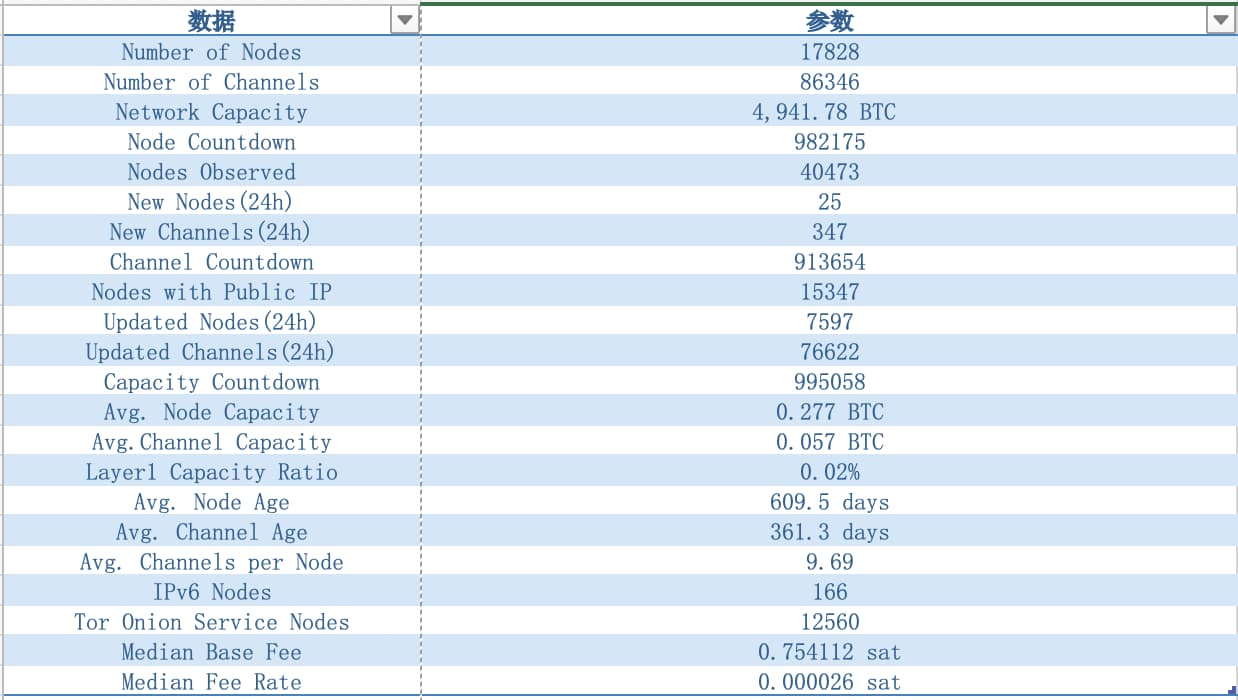 数据 参数
Number of Nodes 17828
Number of Channels 86346
Network Capacity 4,941.78 BTC
Node Countdown 982175
Nodes Observed 40473
New Nodes(24h) 25
New Channels(24h) 347
Channel Countdown 913654
Nodes with Public IP 15347
Updated Nodes(24h) 7597
Updated Channels(24h) 76622
Capacity Countdown 995058
Avg. Node Capacity 0.277 BTC
Avg.Channel Capacity 0.057 BTC
Layer1 Capacity Ratio 0.02%
Avg. Node Age 609.5 days
Avg. Channel Age 361.3 days
Avg. Channels per Node 9.69
IPv6 Nodes 166
Tor Onion Service Nodes 12560
Median Base Fee 0.754112 sat
Median Fee Rate 0.000026 sat